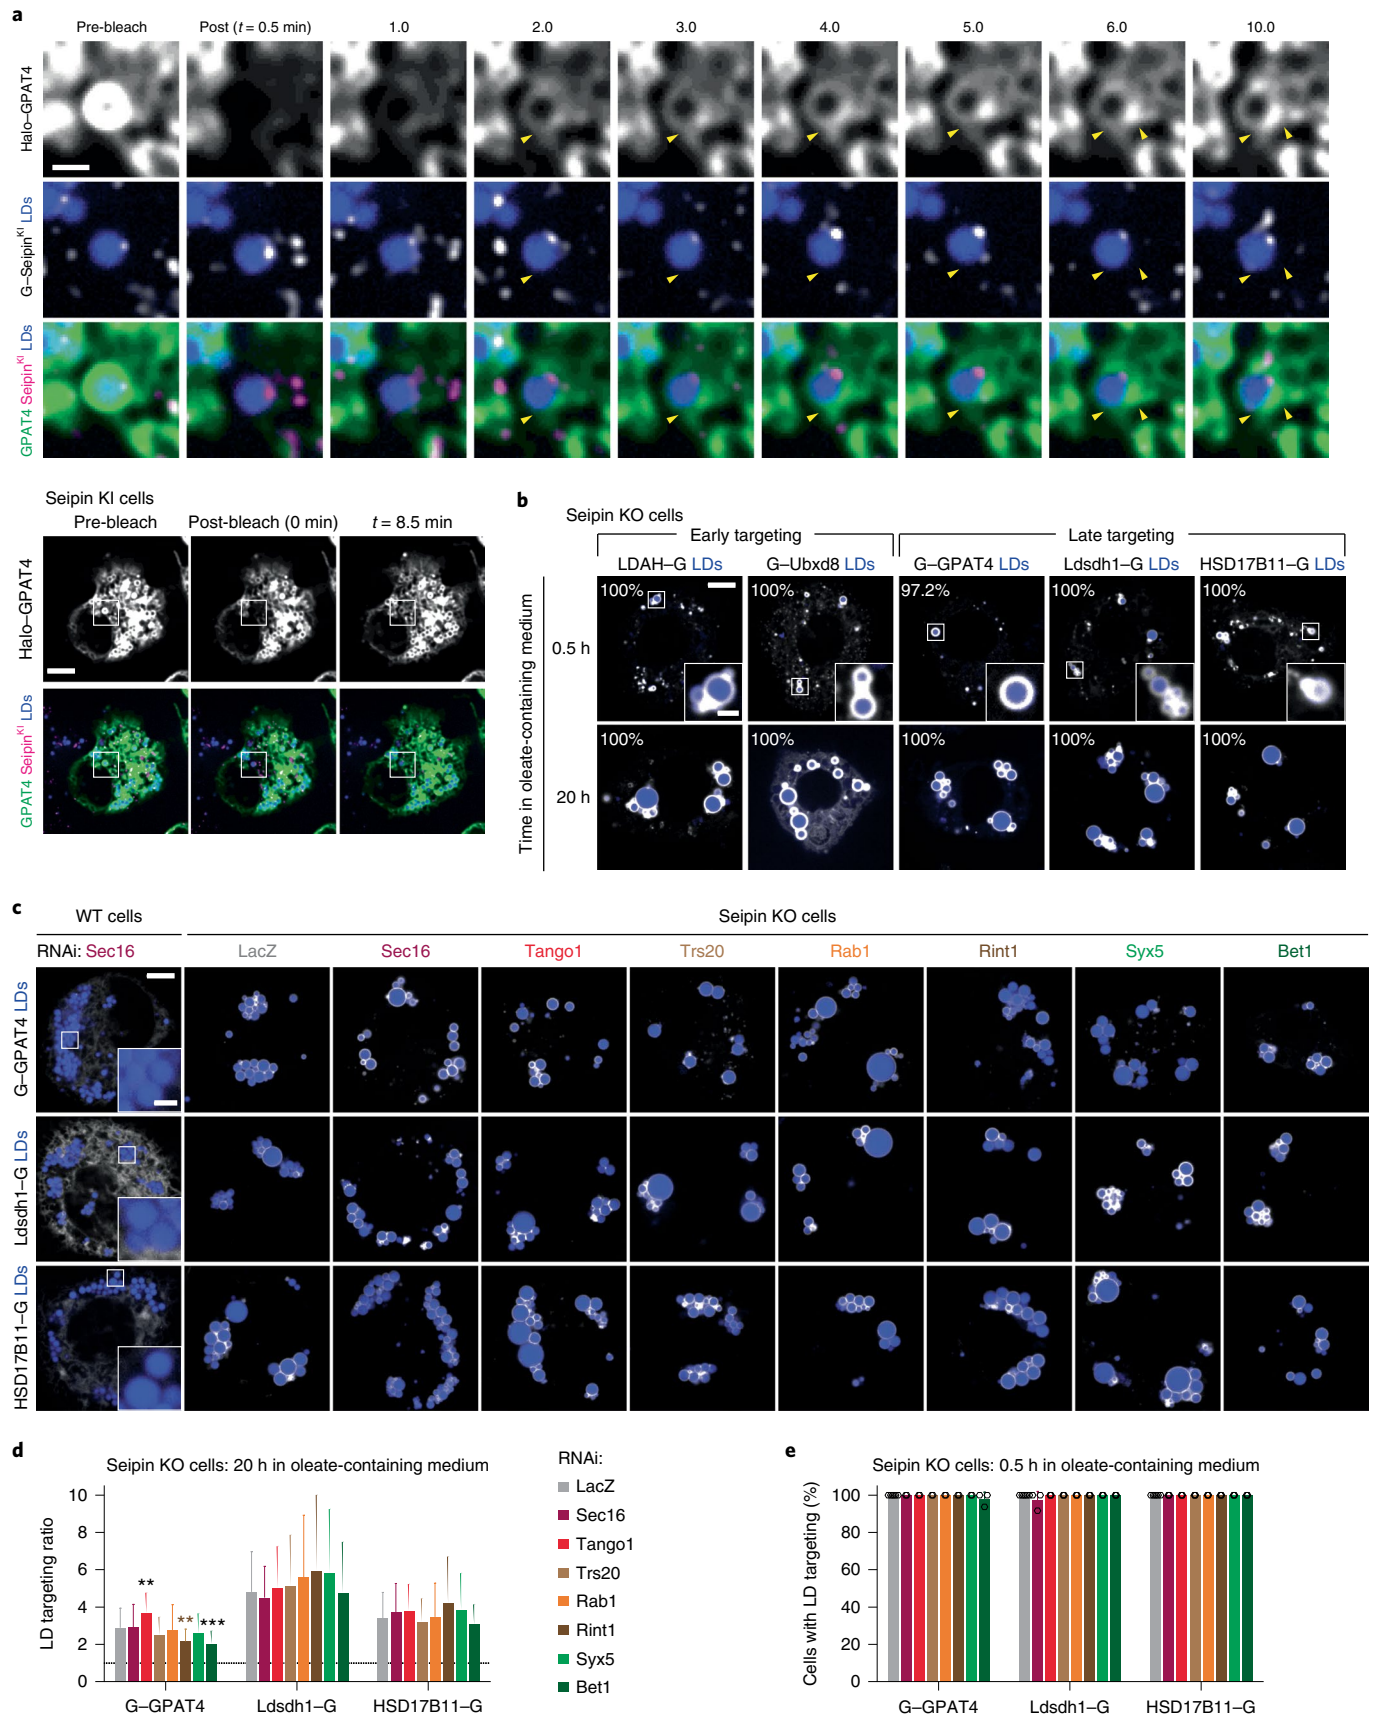 a
Pre-bleach Post (t = 0.5 min) 1.0 2.0 3.0 4.0 5.0 6.0 10.0
Halo–GPAT4
G–Seipin^KI LDs
GPAT4 Seipin^KI LDs
Seipin KI cells
Pre-bleach Post-bleach (0 min) t = 8.5 min
Halo–GPAT4
GPAT4 Seipin^KI LDs
b
Seipin KO cells
Early targeting Late targeting
LDAH–G LDs G–Ubxd8 LDs G–GPAT4 LDs Ldsdh1–G LDs HSD17B11–G LDs
Time in oleate-containing medium
0.5 h
100% 100% 97.2% 100% 100%
20 h
100% 100% 100% 100% 100%
c
WT cells Seipin KO cells
RNAi: Sec16 LacZ Sec16 Tango1 Trs20 Rab1 Rint1 Syx5 Bet1
G–GPAT4 LDs
Ldsdh1–G LDs
HSD17B11–G LDs
d
Seipin KO cells: 20 h in oleate-containing medium
LD targeting ratio
10
8
6
4
2
0
** ** ***
G–GPAT4 Ldsdh1–G HSD17B11–G
RNAi:
LacZ
Sec16
Tango1
Trs20
Rab1
Rint1
Syx5
Bet1
e
Seipin KO cells: 0.5 h in oleate-containing medium
Cells with LD targeting (%)
100
80
60
40
20
0
G–GPAT4 Ldsdh1–G HSD17B11–G